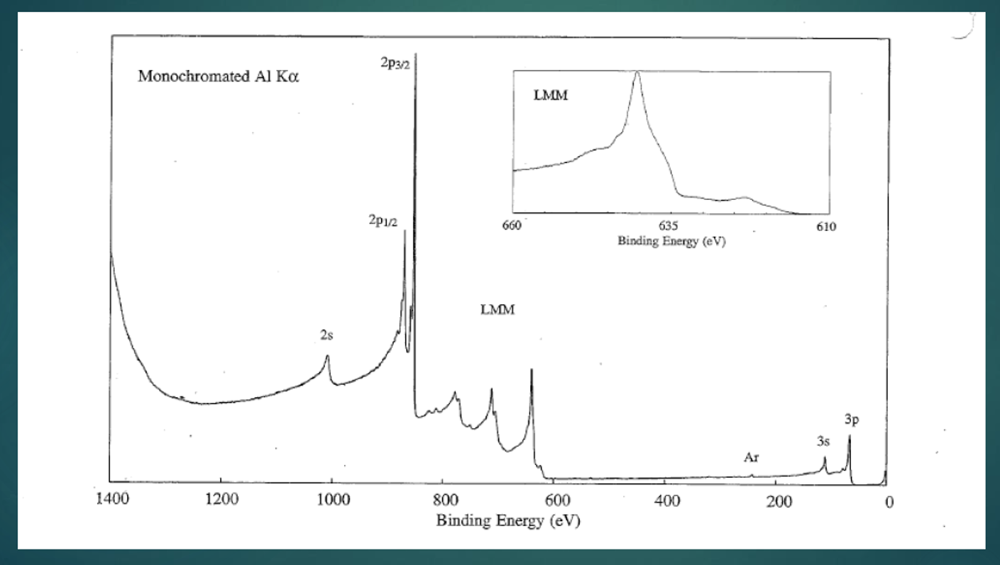 Monochromated Al Kα
2p3/2
2p1/2
2s
LMM
LMM
660
635
610
Binding Energy (eV)
Ar
3s
3p
1400
1200
1000
800
600
400
200
0
Binding Energy (eV)